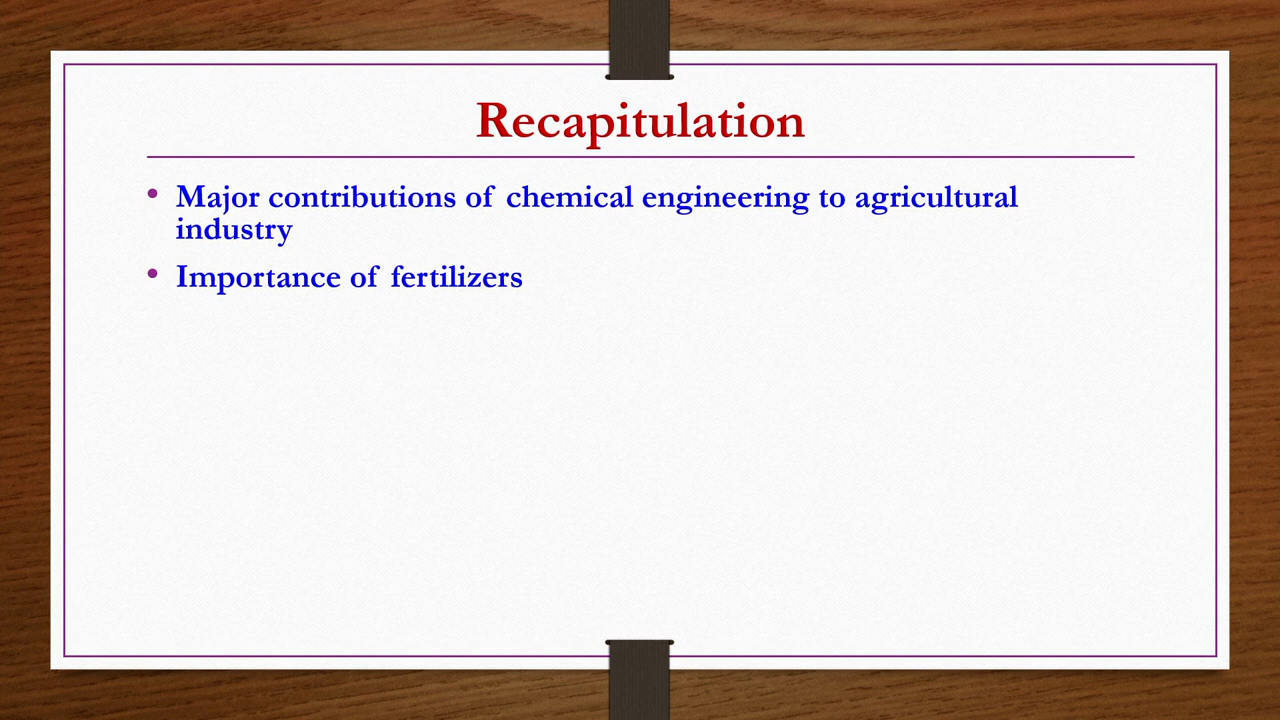 Recapitulation
• Major contributions of chemical engineering to agricultural
industry
• Importance of fertilizers